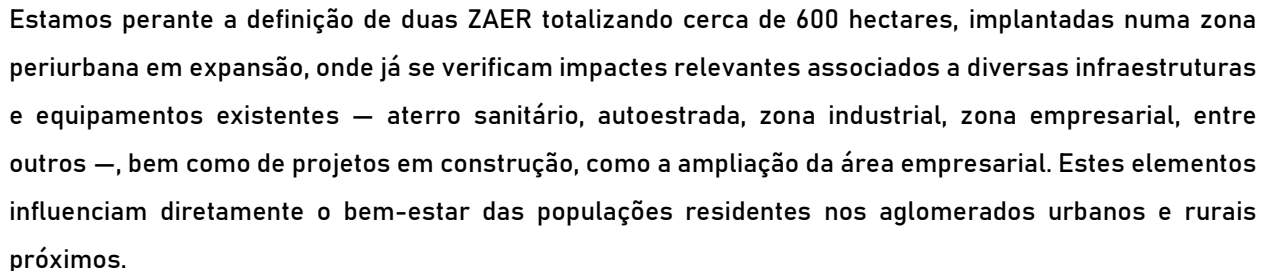 Estamos perante a definição de duas ZAER totalizando cerca de 600 hectares, implantadas numa zona
periurbana em expansão, onde já se verificam impactes relevantes associados a diversas infraestruturas
e equipamentos existentes — aterro sanitário, autoestrada, zona industrial, zona empresarial, entre
outros —, bem como de projetos em construção, como a ampliação da área empresarial. Estes elementos
influenciam diretamente o bem-estar das populações residentes nos aglomerados urbanos e rurais
próximos.